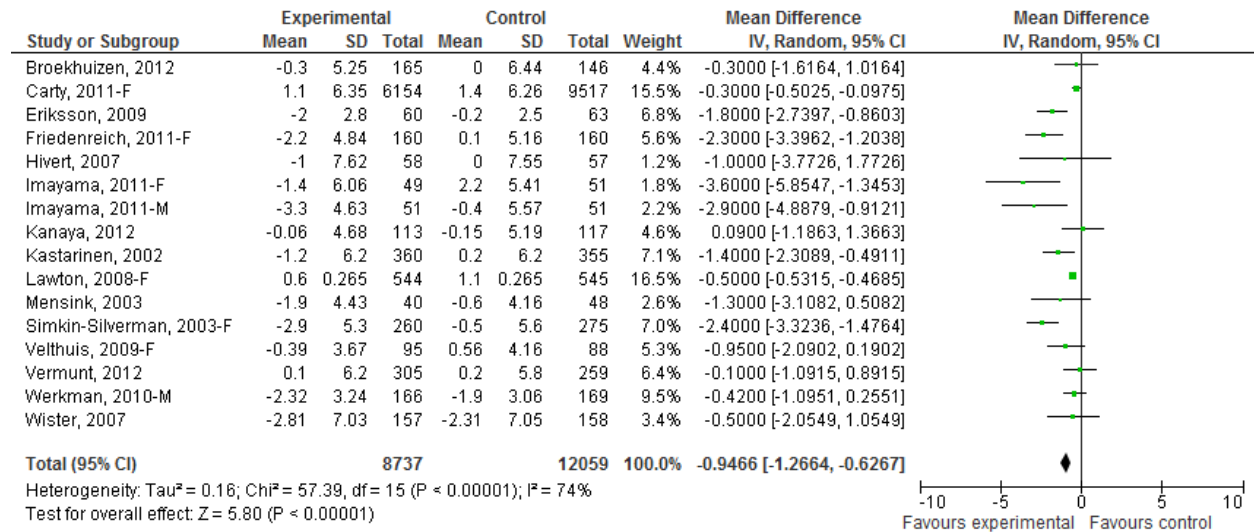 Experimental Control Mean Difference Mean Difference
Study or Subgroup Mean SD Total Mean SD Total Weight IV, Random, 95% CI IV, Random, 95% CI
Broekhuizen, 2012 -0.3 5.25 165 0 6.44 146 4.4% -0.3000 [-1.6164, 1.0164]
Carty, 2011-F 1.1 6.35 6154 1.4 6.26 9517 15.5% -0.3000 [-0.5025, -0.0975]
Eriksson, 2009 -2 2.8 60 -0.2 2.5 63 6.8% -1.8000 [-2.7397, -0.8603]
Friedenreich, 2011-F -2.2 4.84 160 0.1 5.16 160 5.6% -2.3000 [-3.3962, -1.2038]
Hivert, 2007 -1 7.62 58 0 7.55 57 1.2% -1.0000 [-3.7726, 1.7726]
Imayama, 2011-F -1.4 6.06 49 2.2 5.41 51 1.8% -3.6000 [-5.8547, -1.3453]
Imayama, 2011-M -3.3 4.63 51 -0.4 5.57 51 2.2% -2.9000 [-4.8879, -0.9121]
Kanaya, 2012 -0.06 4.68 113 -0.15 5.19 117 4.6% 0.0900 [-1.1863, 1.3663]
Kastarinen, 2002 -1.2 6.2 360 0.2 6.2 355 7.1% -1.4000 [-2.3089, -0.4911]
Lawton, 2008-F 0.6 0.265 544 1.1 0.265 545 16.5% -0.5000 [-0.5315, -0.4685]
Mensink, 2003 -1.9 4.43 40 -0.6 4.16 48 2.6% -1.3000 [-3.1082, 0.5082]
Simkin-Silverman, 2003-F -2.9 5.3 260 -0.5 5.6 275 7.0% -2.4000 [-3.3236, -1.4764]
Velthuis, 2009-F -0.39 3.67 95 0.56 4.16 88 5.3% -0.9500 [-2.0902, 0.1902]
Vermunt, 2012 0.1 6.2 305 0.2 5.8 259 6.4% -0.1000 [-1.0915, 0.8915]
Werkman, 2010-M -2.32 3.24 166 -1.9 3.06 169 9.5% -0.4200 [-1.0951, 0.2551]
Wister, 2007 -2.81 7.03 157 -2.31 7.05 158 3.4% -0.5000 [-2.0549, 1.0549]
Total (95% CI) 8737 12059 100.0% -0.9466 [-1.2664, -0.6267]
Heterogeneity: Tau² = 0.16; Chi² = 57.39, df = 15 (P < 0.00001); I² = 74%
Test for overall effect: Z = 5.80 (P < 0.00001)
-10 -5 0 5 10
Favours experimental Favours control